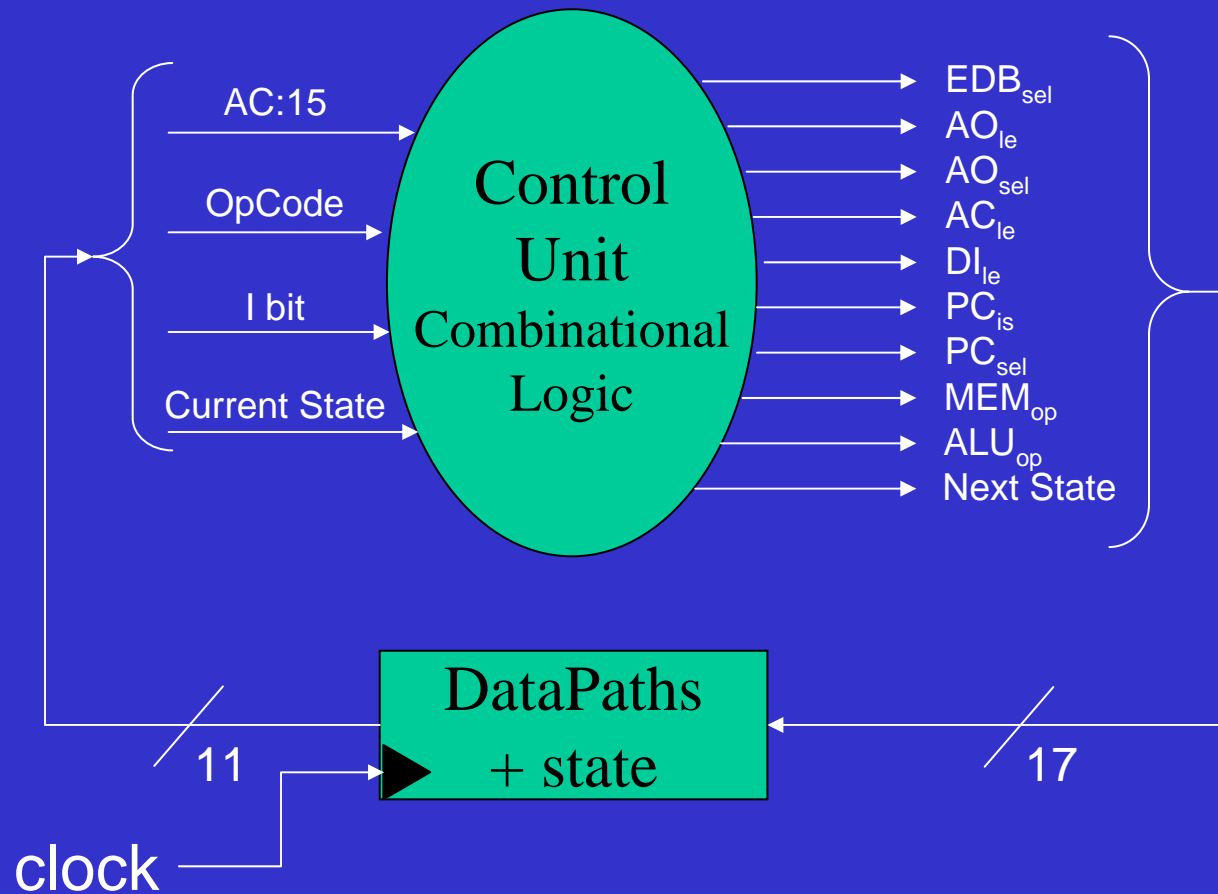 AC:15
OpCode
I bit
Current State
Control
Unit
Combinational
Logic
EDBsel
AOle
AOsel
ACle
DIle
PCis
PCsel
MEMop
ALUop
Next State
DataPaths
+ state
11
17
clock